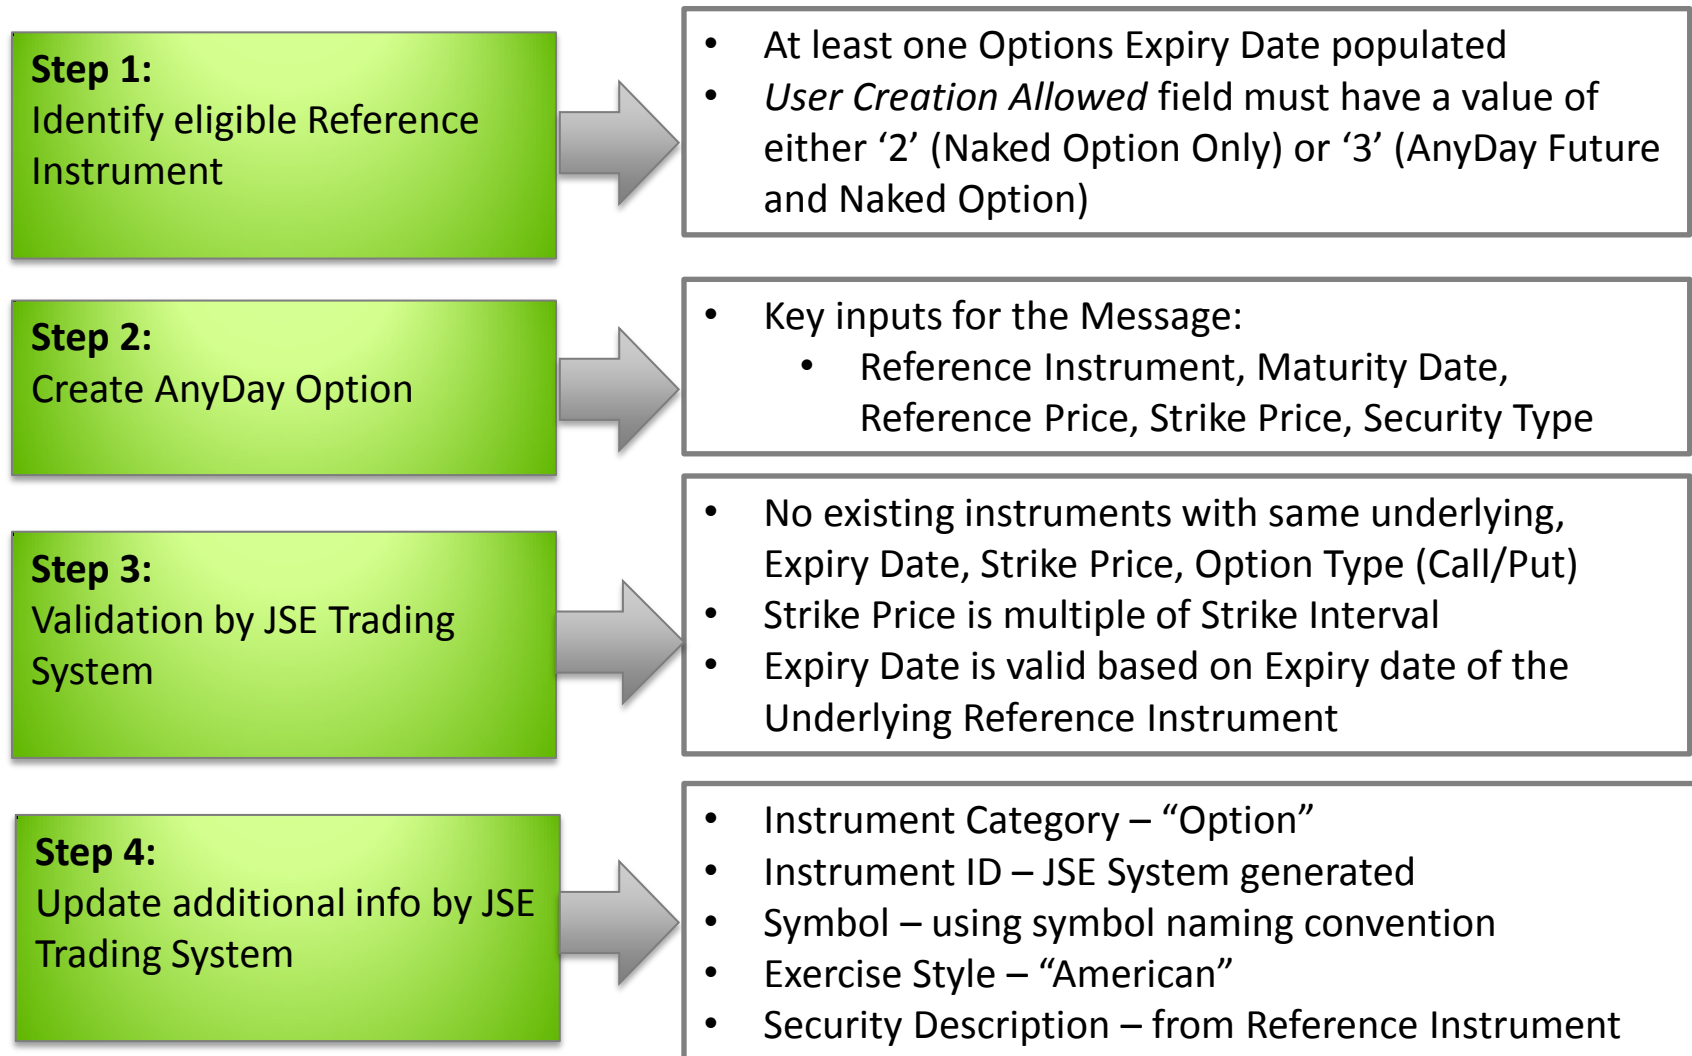 Step 1:
Identify eligible Reference
Instrument
• At least one Options Expiry Date populated
• User Creation Allowed field must have a value of
either ‘2’ (Naked Option Only) or ‘3’ (AnyDay Future
and Naked Option)
Step 2:
Create AnyDay Option
• Key inputs for the Message:
• Reference Instrument, Maturity Date,
Reference Price, Strike Price, Security Type
Step 3:
Validation by JSE Trading
System
• No existing instruments with same underlying,
Expiry Date, Strike Price, Option Type (Call/Put)
• Strike Price is multiple of Strike Interval
• Expiry Date is valid based on Expiry date of the
Underlying Reference Instrument
Step 4:
Update additional info by JSE
Trading System
• Instrument Category – “Option”
• Instrument ID – JSE System generated
• Symbol – using symbol naming convention
• Exercise Style – “American”
• Security Description – from Reference Instrument